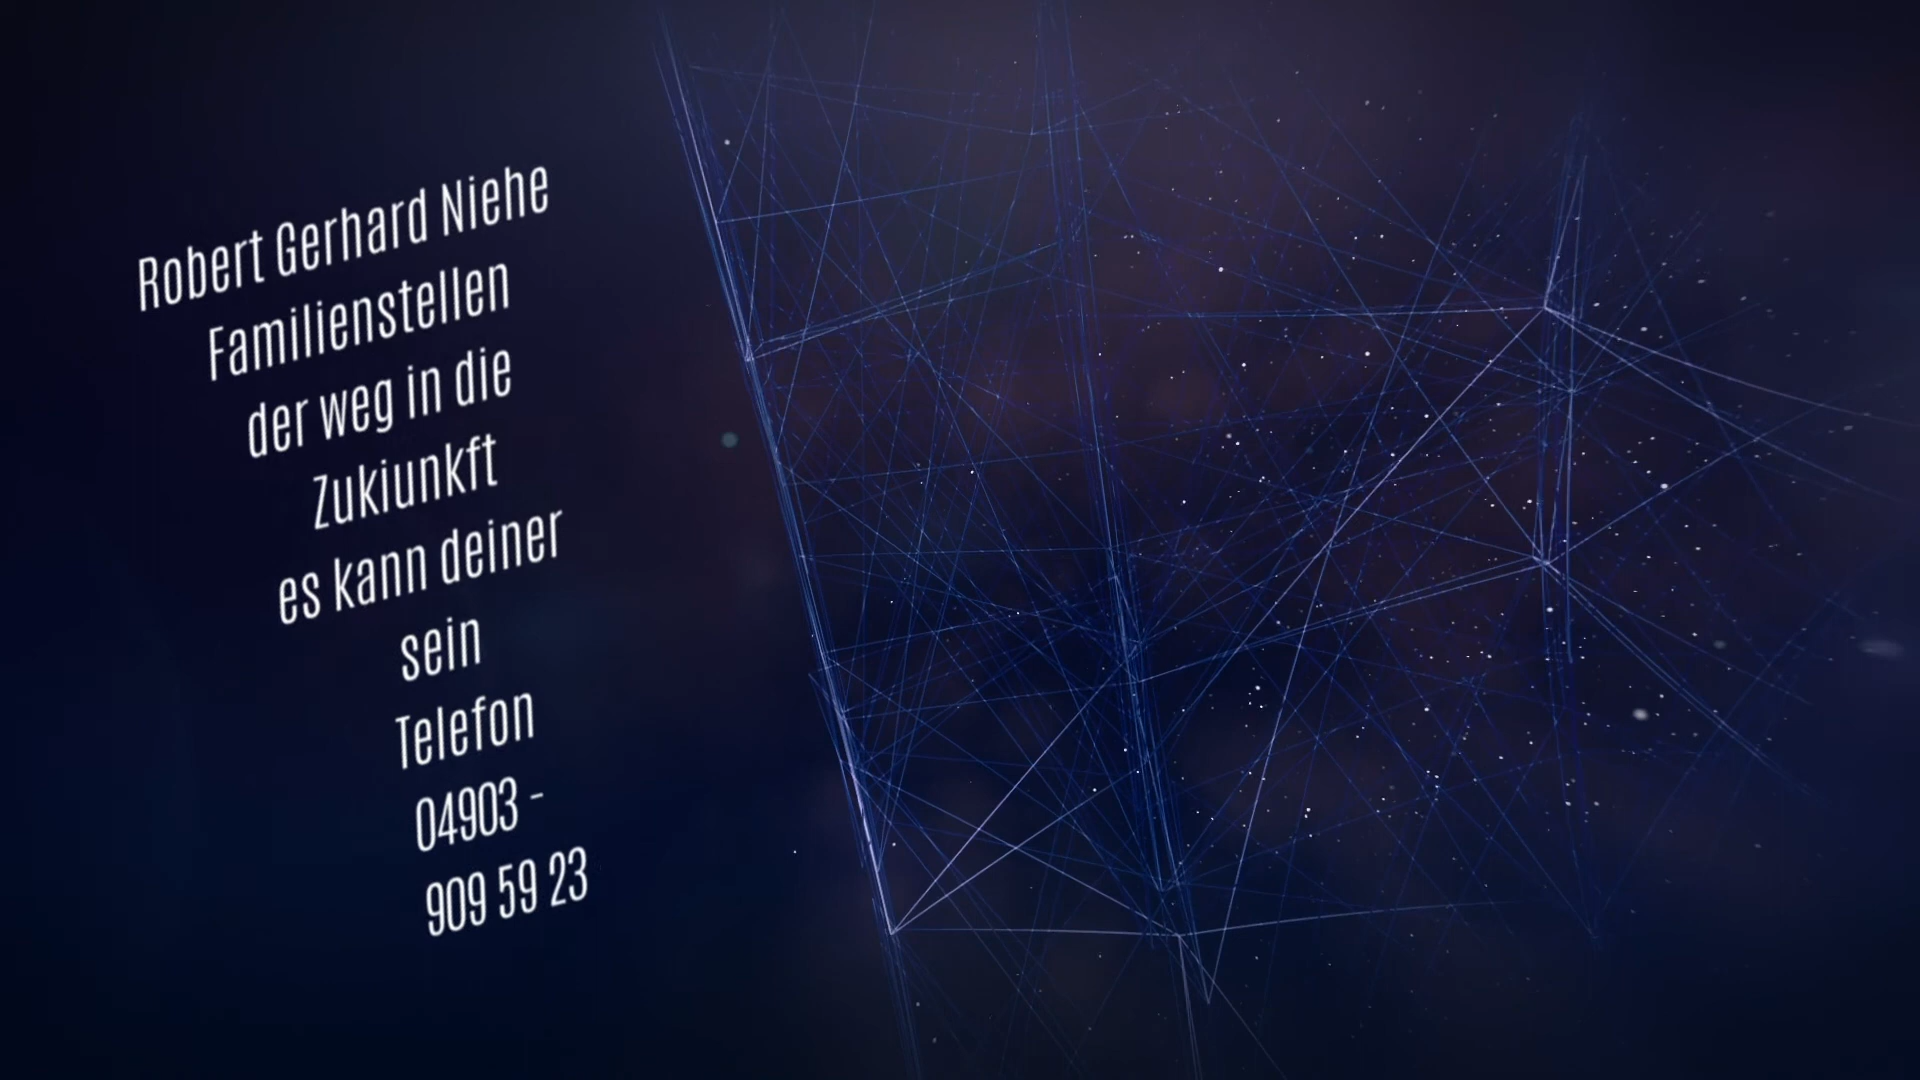 Robert Gerhard Niehe
Familienstellen
der weg in die
Zukiunkft
es kann deiner
sein
Telefon
04903 -
909 59 23